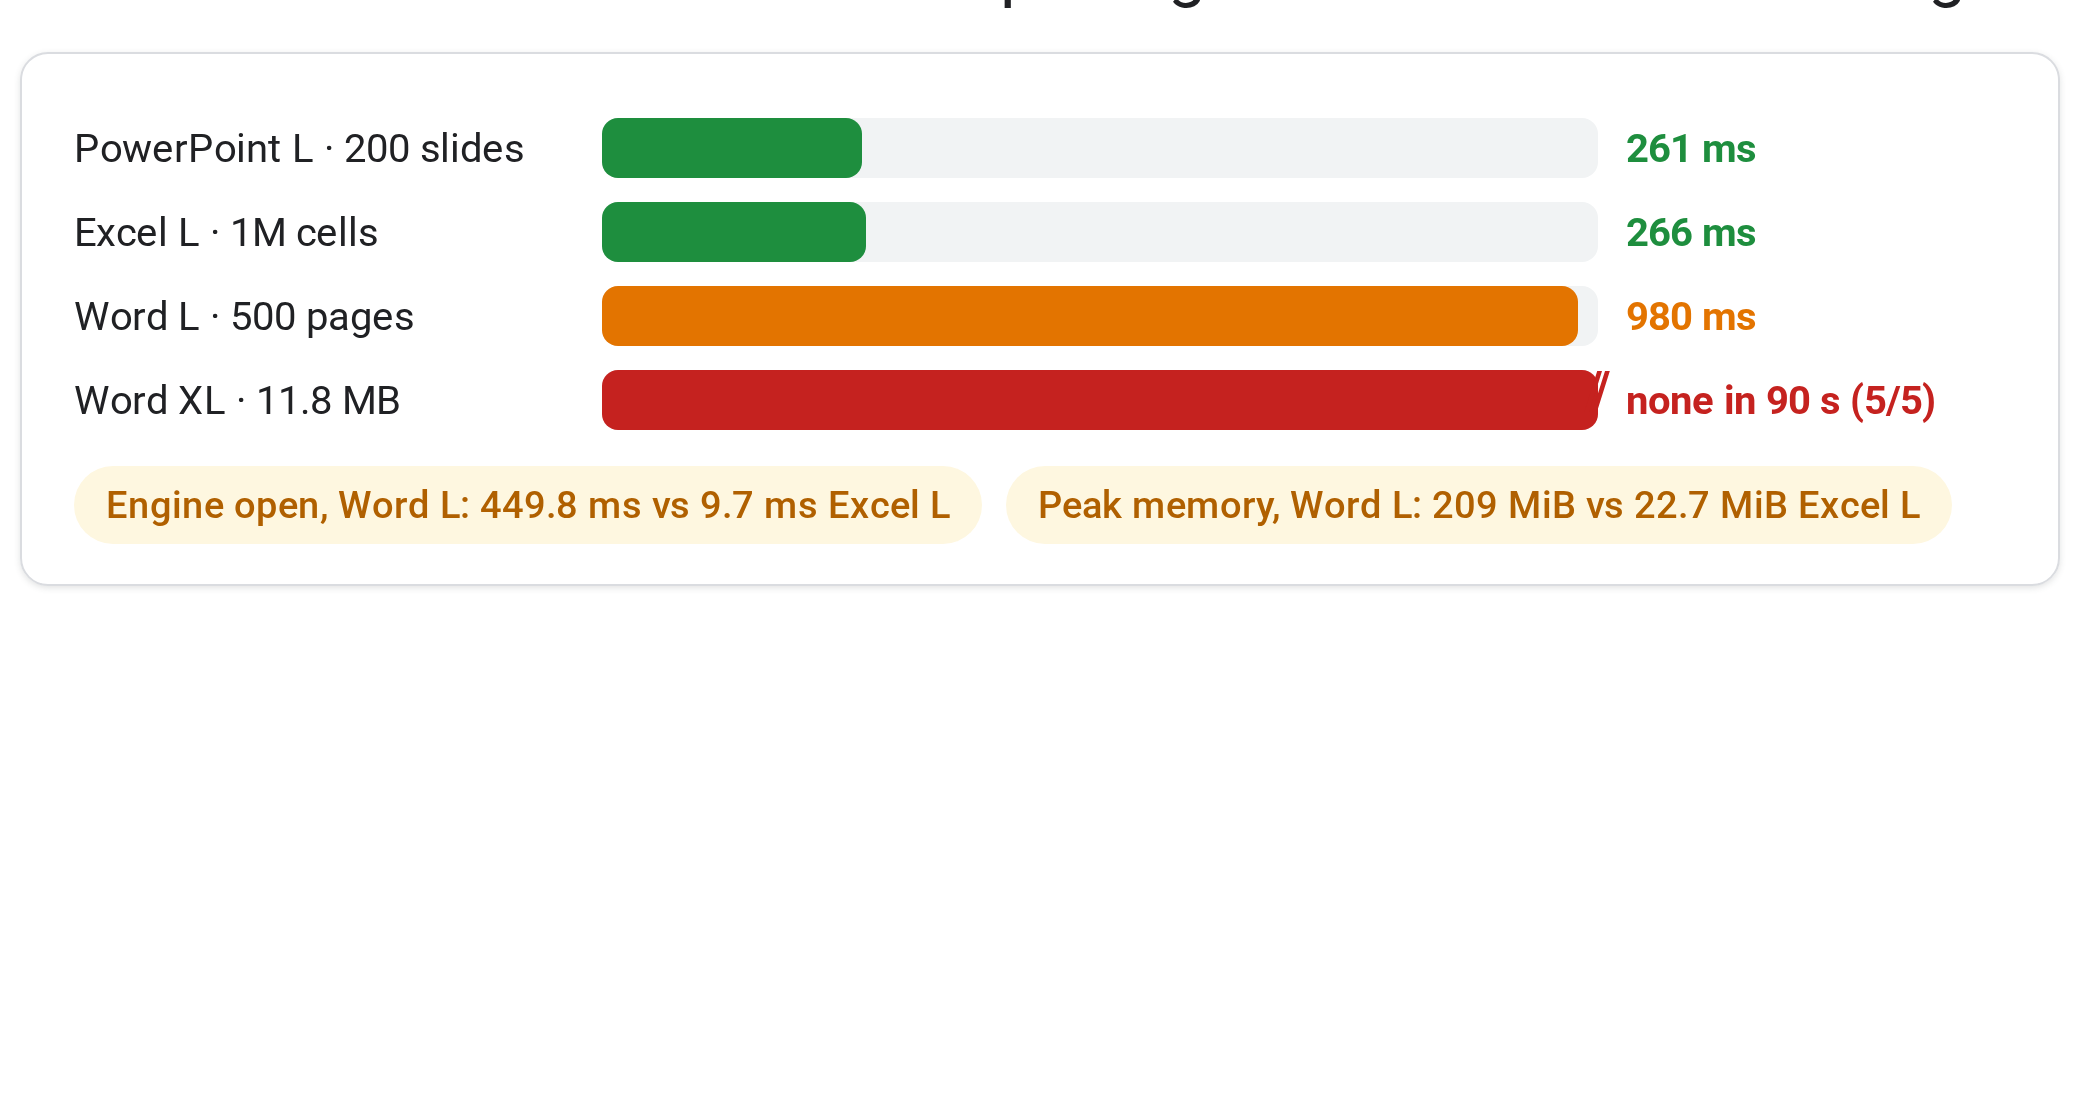 PowerPoint L · 200 slides 261 ms
Excel L · 1M cells 266 ms
Word L · 500 pages 980 ms
Word XL · 11.8 MB // none in 90 s (5/5)
Engine open, Word L: 449.8 ms vs 9.7 ms Excel L
Peak memory, Word L: 209 MiB vs 22.7 MiB Excel L